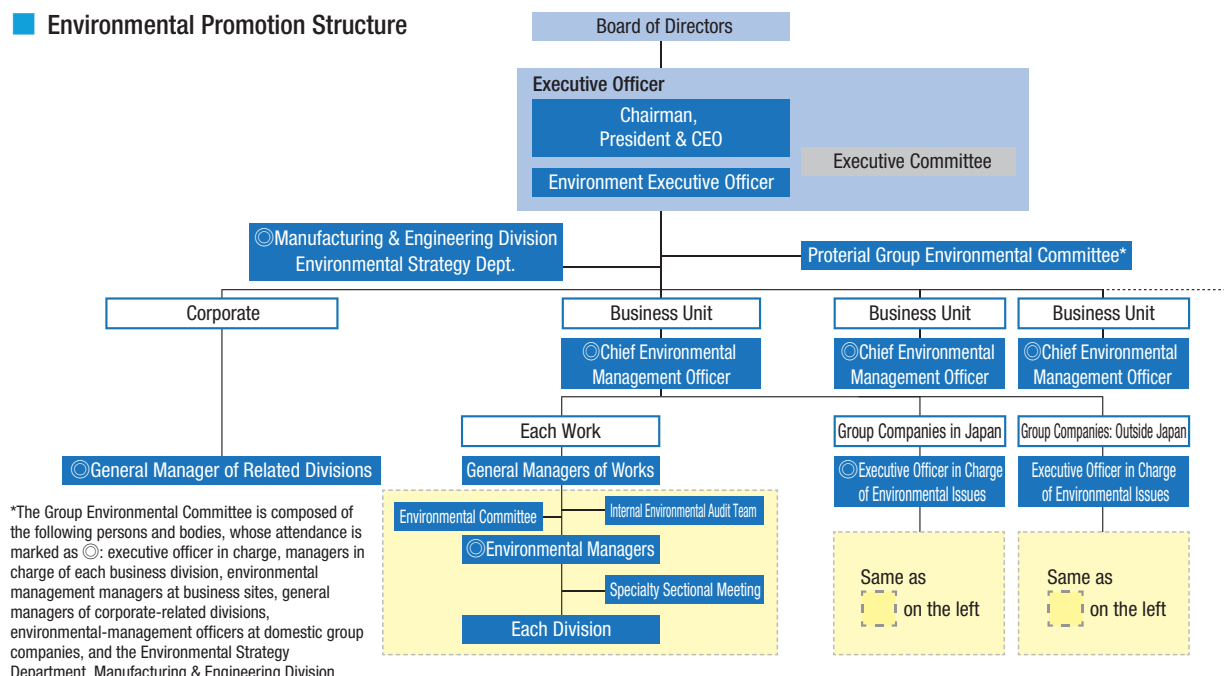 Environmental Promotion Structure
Board of Directors
Executive Officer
Chairman,
President & CEO
Executive Committee
Environment Executive Officer
◎Manufacturing & Engineering Division
Environmental Strategy Dept.
Proterial Group Environmental Committee*
Corporate
Business Unit
Business Unit
Business Unit
◎Chief Environmental
Management Officer
◎Chief Environmental
Management Officer
◎Chief Environmental
Management Officer
Each Work
Group Companies in Japan
Group Companies: Outside Japan
◎General Manager of Related Divisions
General Managers of Works
◎Executive Officer in Charge
of Environmental Issues
Executive Officer in Charge
of Environmental Issues
Environmental Committee
Internal Environmental Audit Team
◎Environmental Managers
Specialty Sectional Meeting
Each Division
Same as
on the left
Same as
on the left
*The Group Environmental Committee is composed of
the following persons and bodies, whose attendance is
marked as ◎: executive officer in charge, managers in
charge of each business division, environmental
management managers at business sites, general
managers of corporate-related divisions,
environmental-management officers at domestic group
companies, and the Environmental Strategy
Department, Manufacturing & Engineering Division